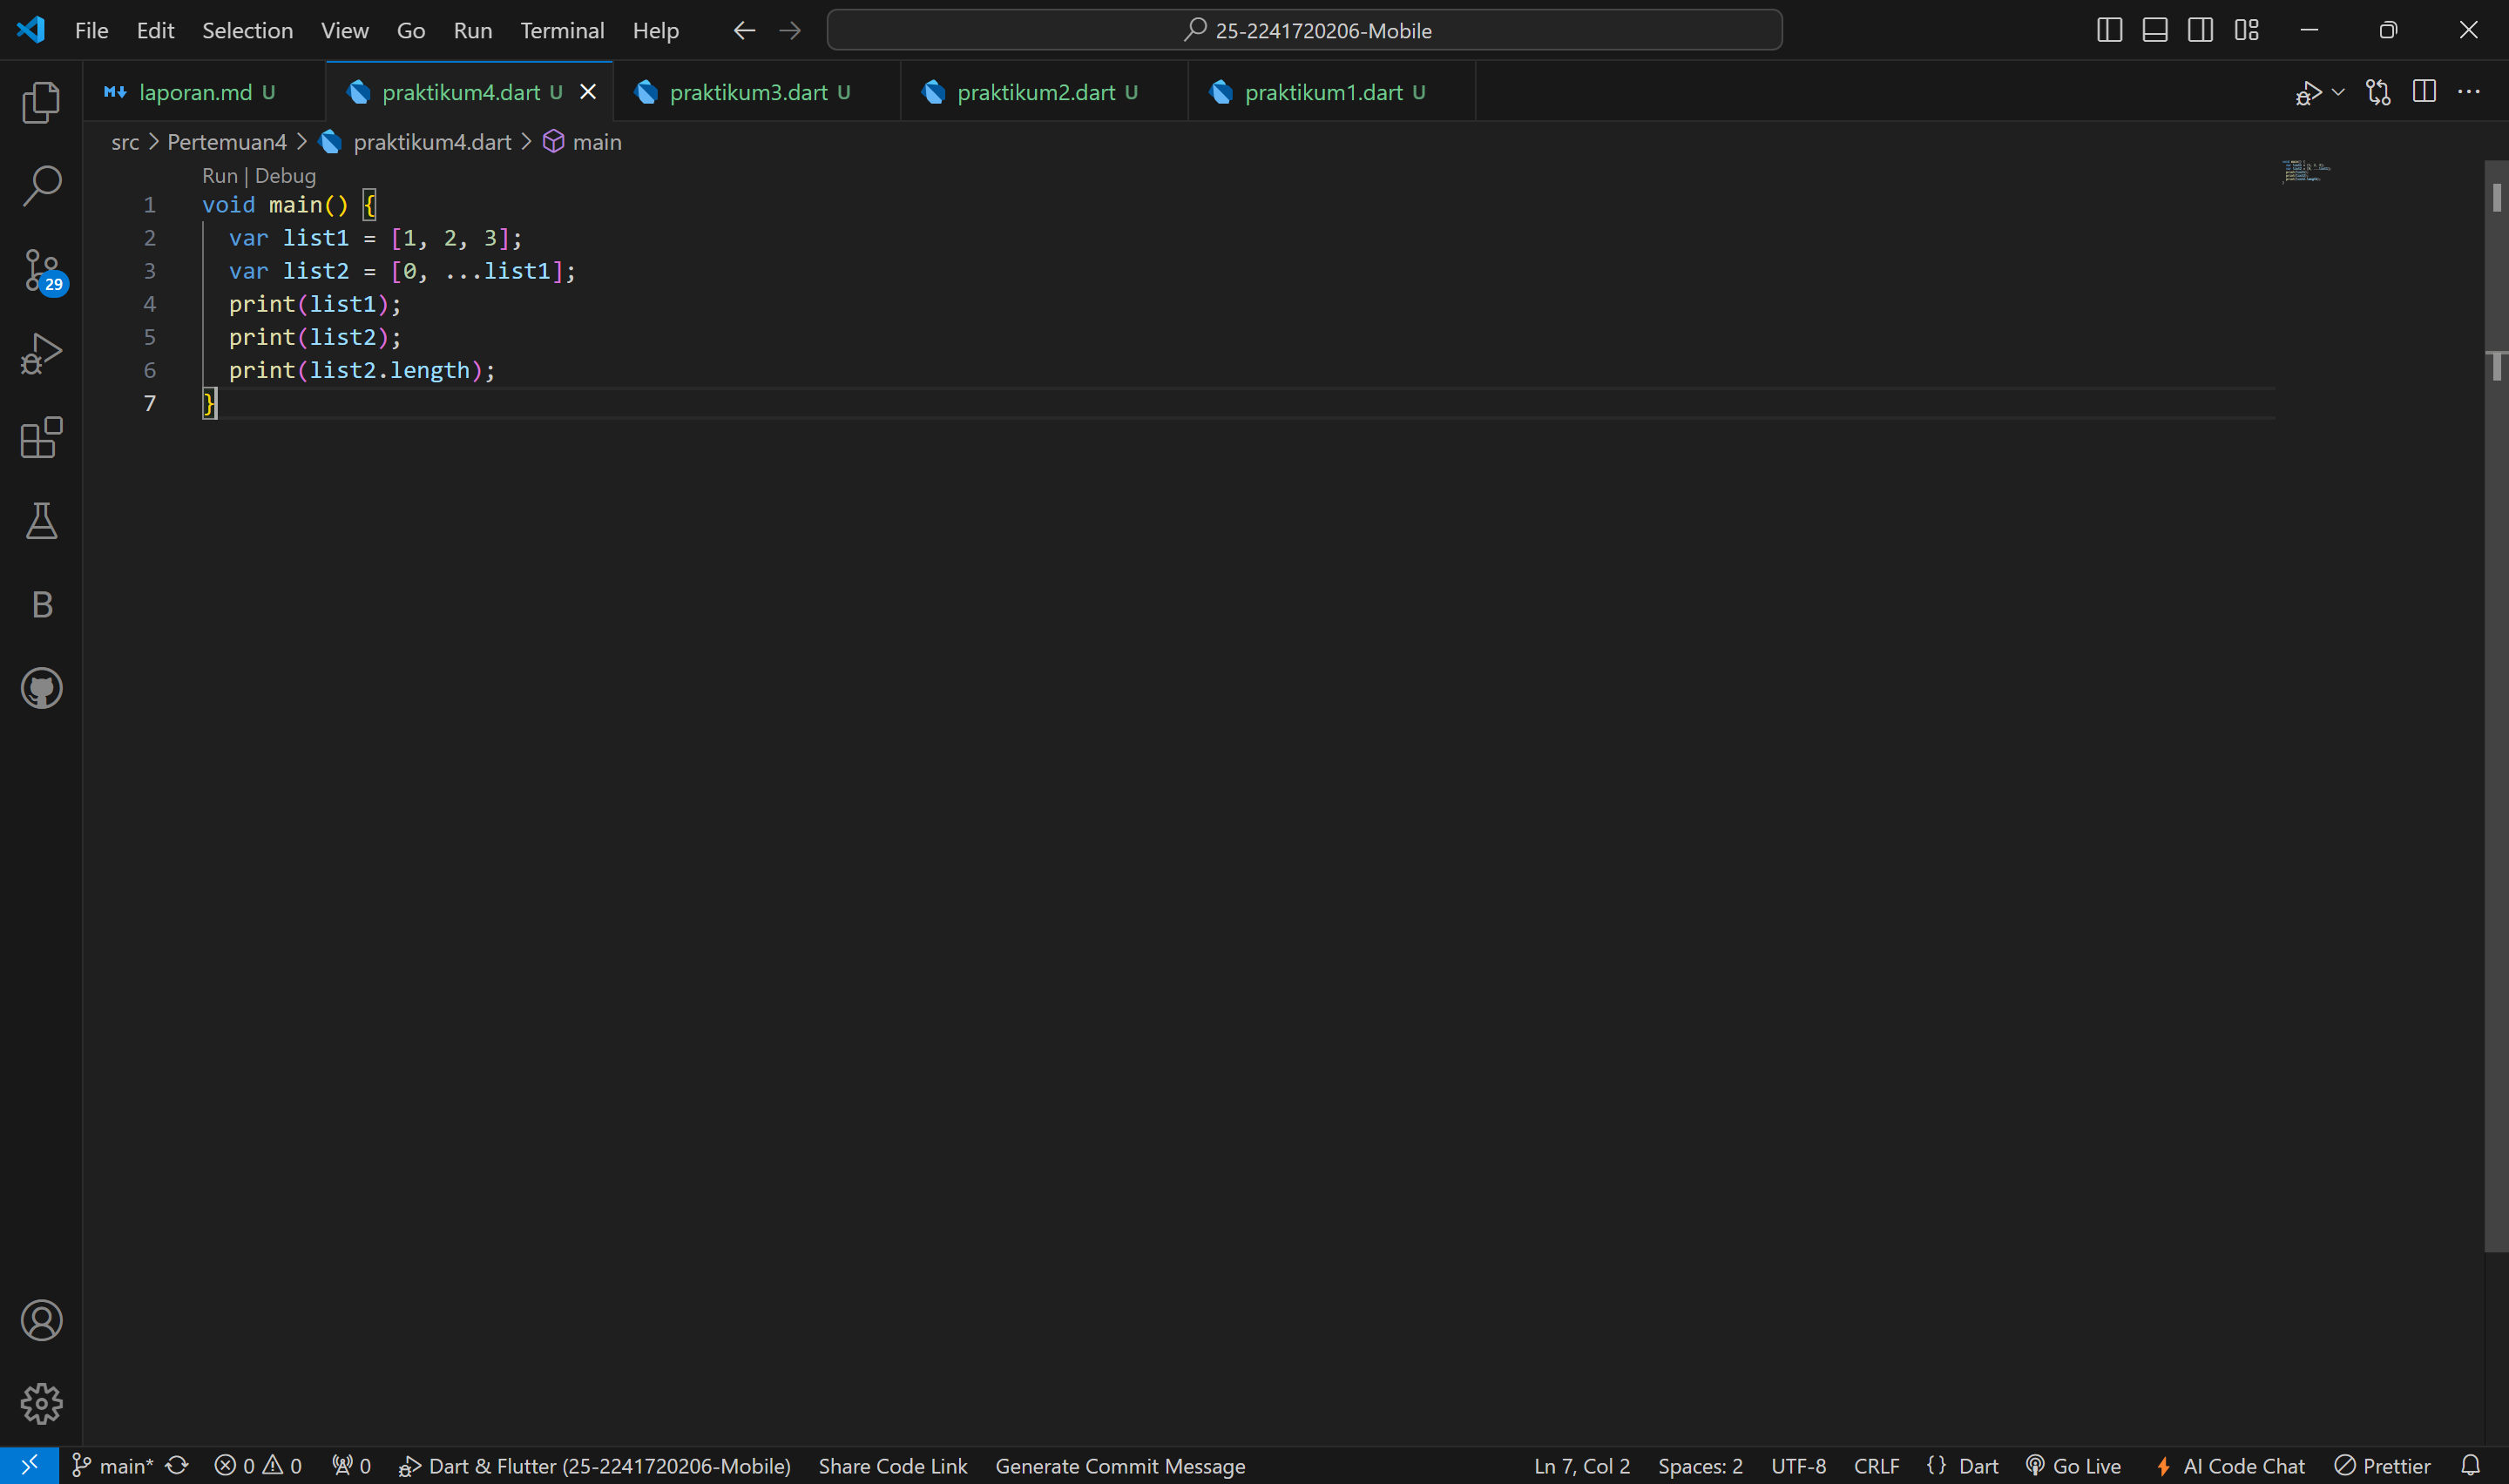 File Edit Selection View Go Run Terminal Help 25-2241720206-Mobile
laporan.md U praktikum4.dart U praktikum3.dart U praktikum2.dart U praktikum1.dart U
src > Pertemuan4 > praktikum4.dart > main
Run | Debug
1 void main() {
2 var list1 = [1, 2, 3];
3 var list2 = [0, ...list1];
4 print(list1);
5 print(list2);
6 print(list2.length);
7 }
29
B
main* 0 0 0 Dart & Flutter (25-2241720206-Mobile) Share Code Link Generate Commit Message Ln 7, Col 2 Spaces: 2 UTF-8 CRLF {} Dart Go Live AI Code Chat Prettier